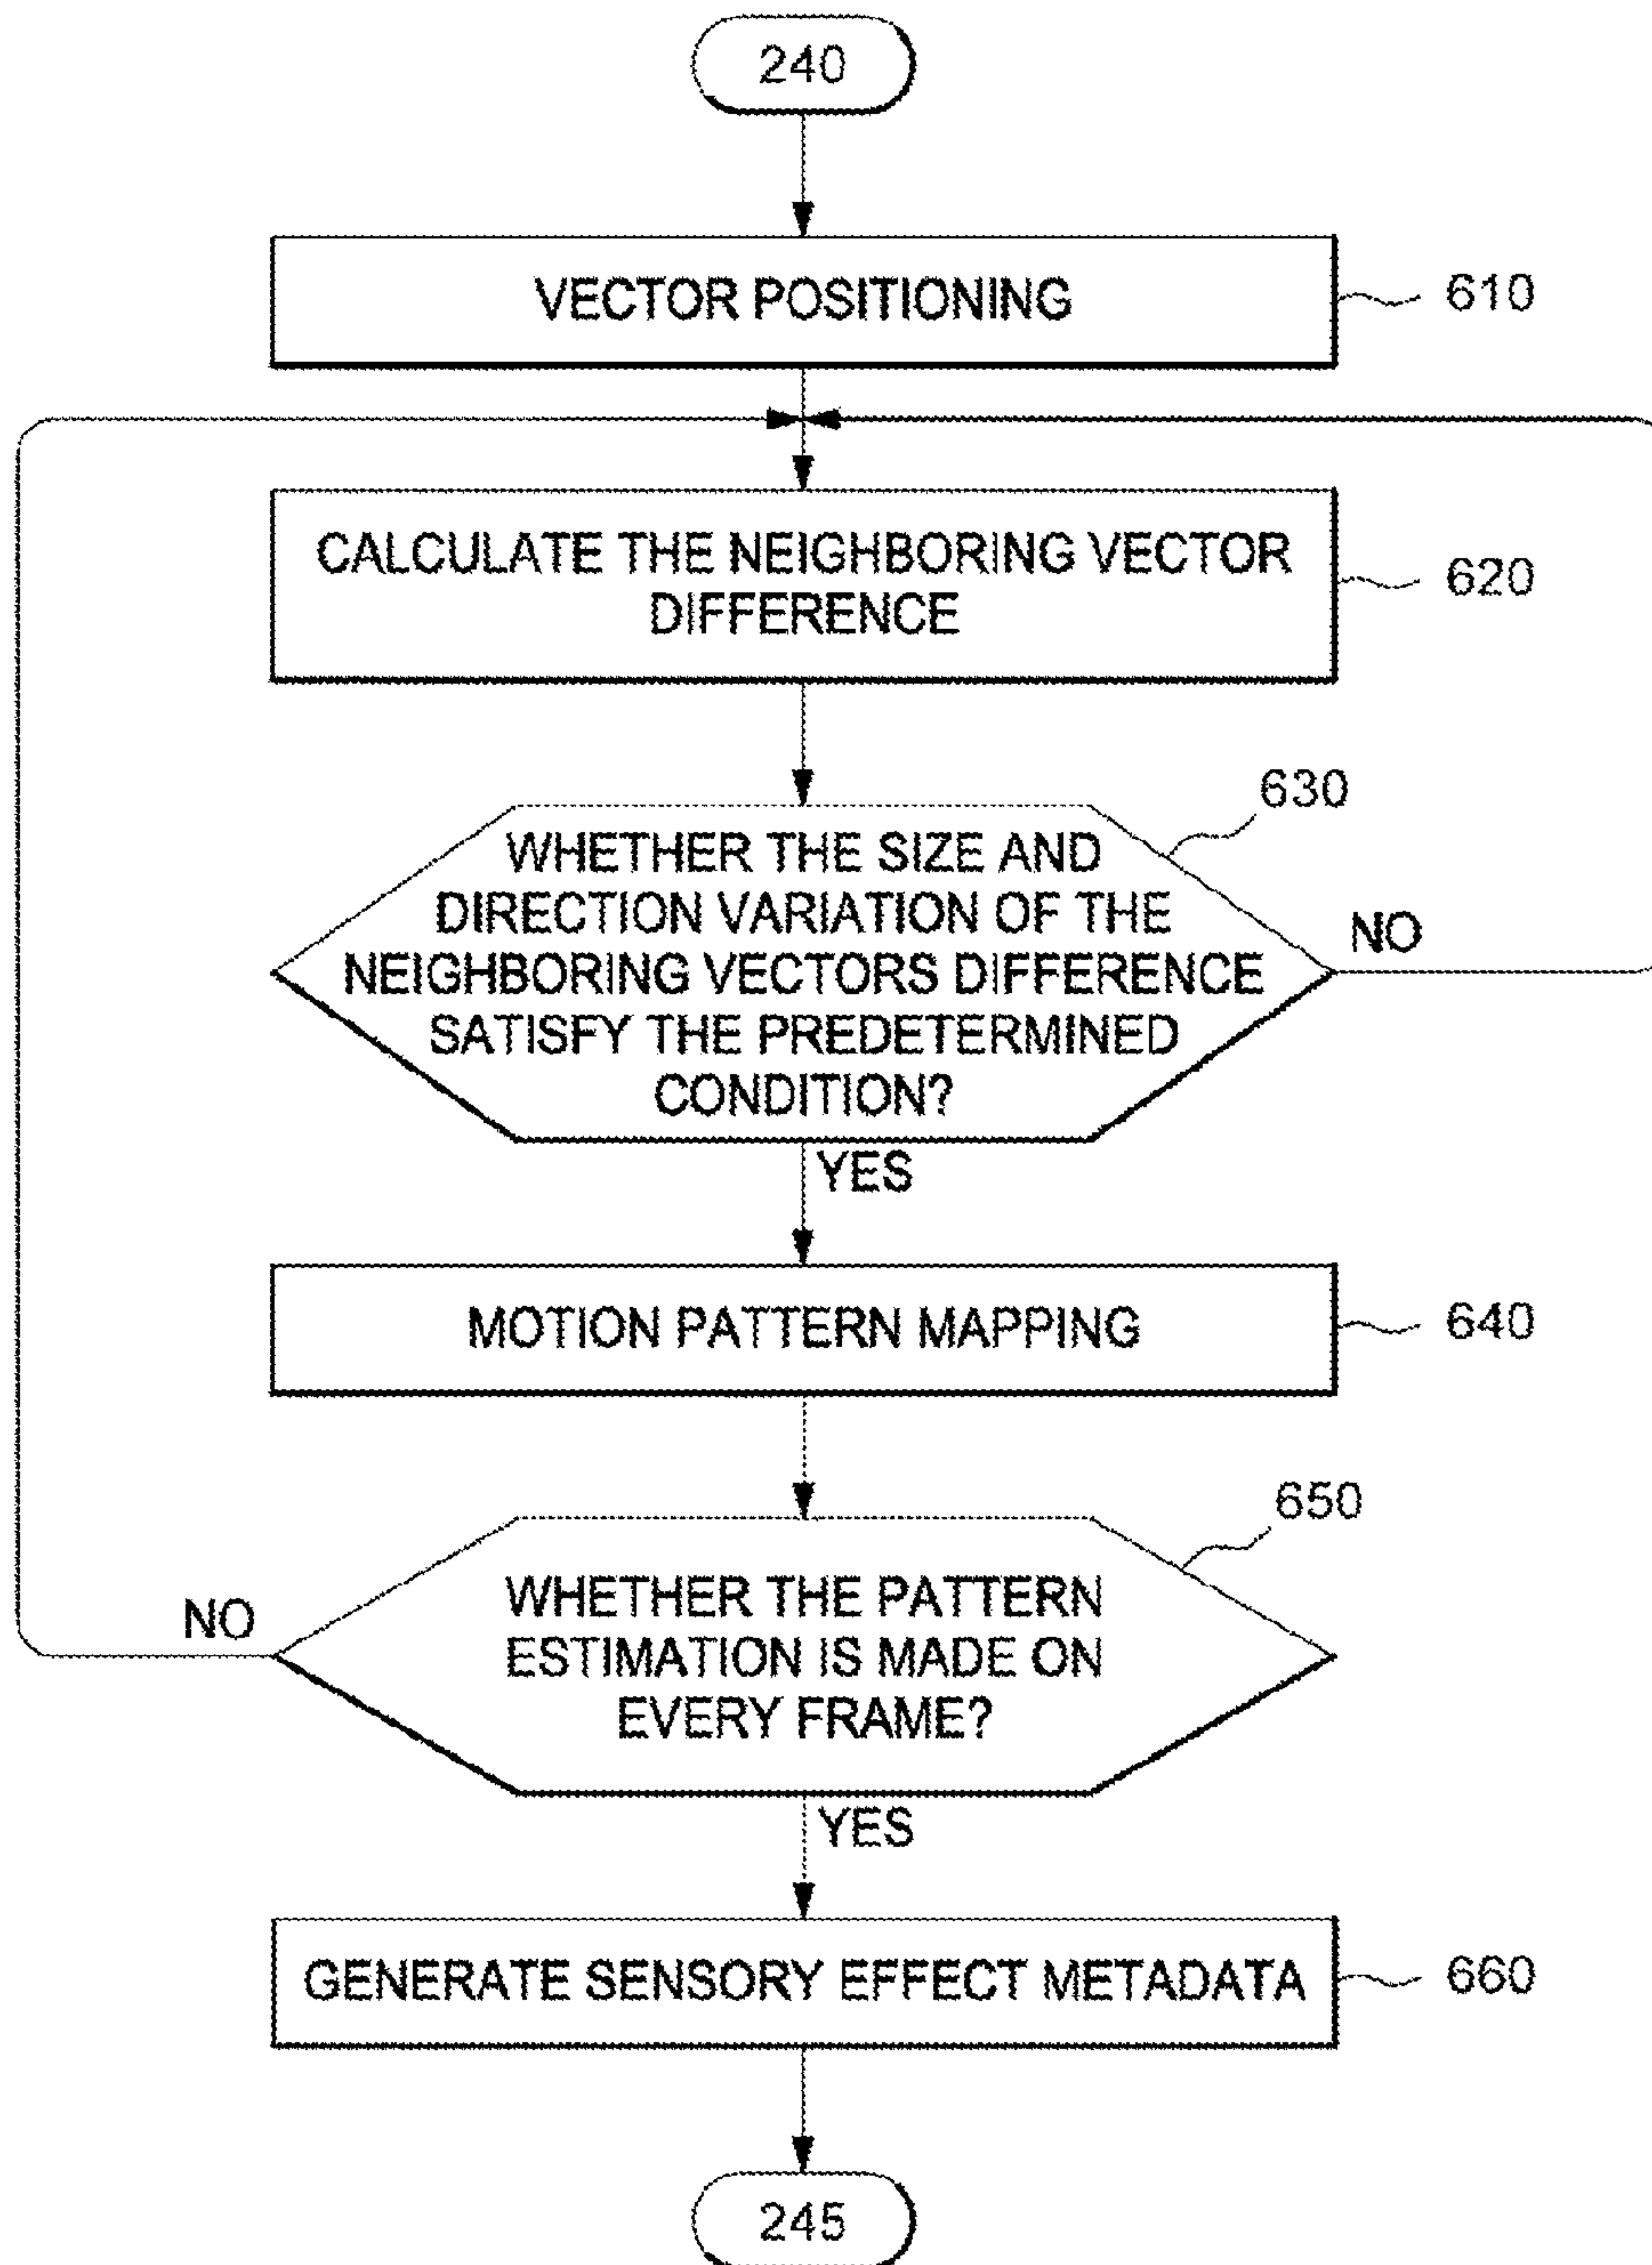 240
VECTOR POSITIONING
610
CALCULATE THE NEIGHBORING VECTOR
DIFFERENCE
620
630
WHETHER THE SIZE AND
DIRECTION VARIATION OF THE
NEIGHBORING VECTORS DIFFERENCE
SATISFY THE PREDETERMINED
CONDITION?
NO
YES
MOTION PATTERN MAPPING
640
650
WHETHER THE PATTERN
ESTIMATION IS MADE ON
EVERY FRAME?
NO
YES
GENERATE SENSORY EFFECT METADATA
660
245